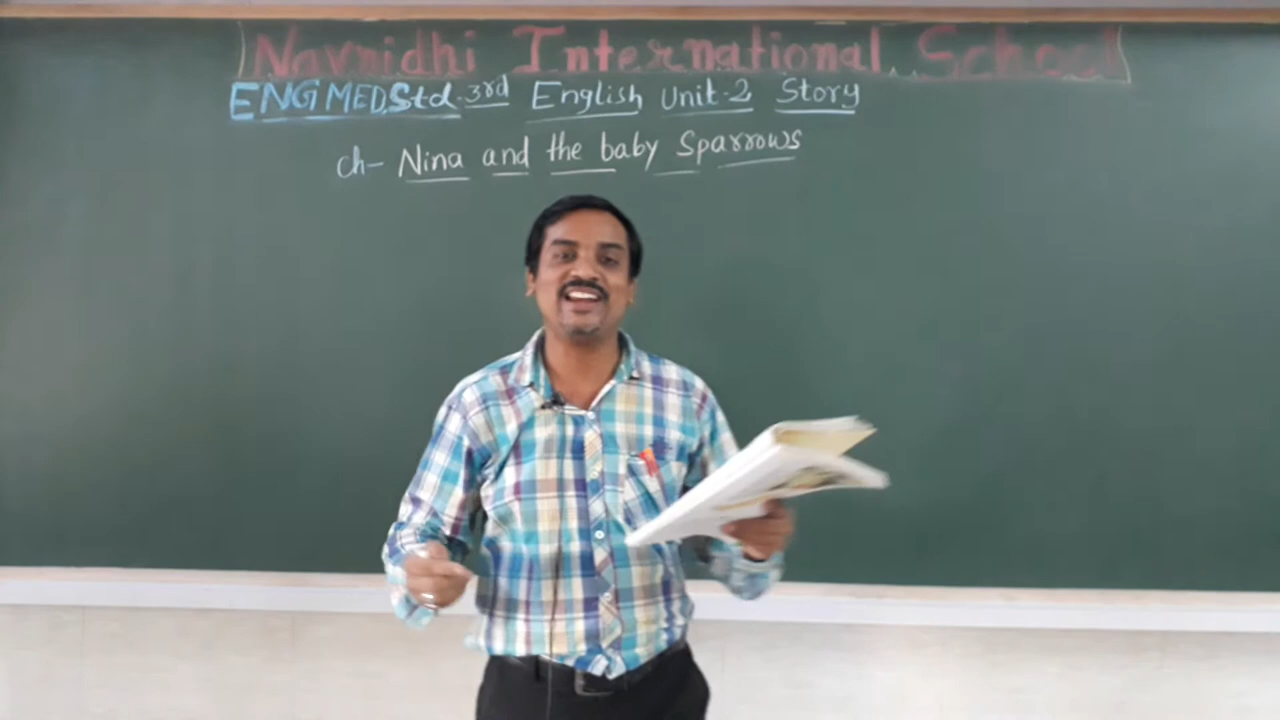 Navnidhi International School
ENG MED Std-3rd English Unit-2 Story
ch- Nina and the baby Sparrows